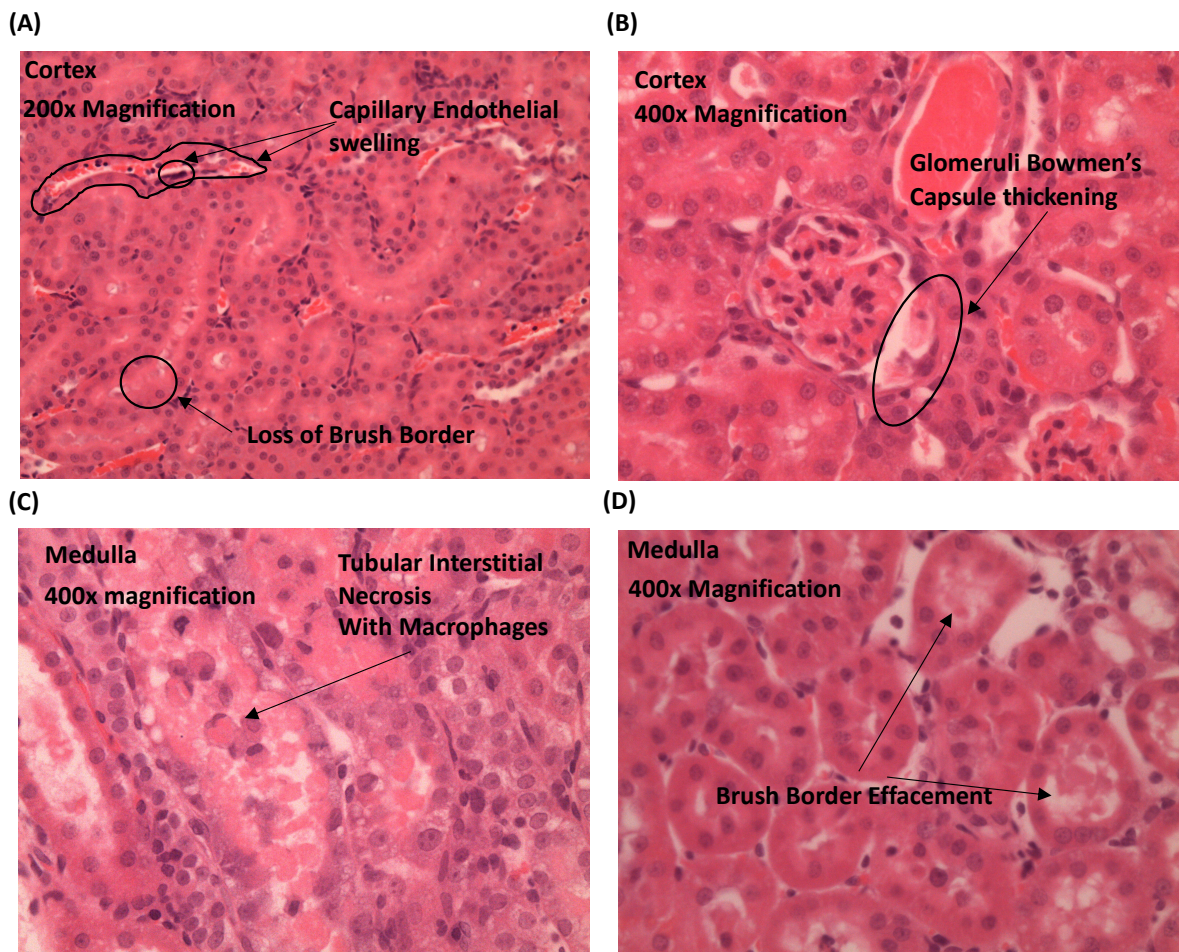 (A)
Cortex
200x Magnification
Capillary Endothelial
swelling
Loss of Brush Border
(B)
Cortex
400x Magnification
Glomeruli Bowmen’s
Capsule thickening
(C)
Medulla
400x magnification
Tubular Interstitial
Necrosis
With Macrophages
(D)
Medulla
400x Magnification
Brush Border Effacement